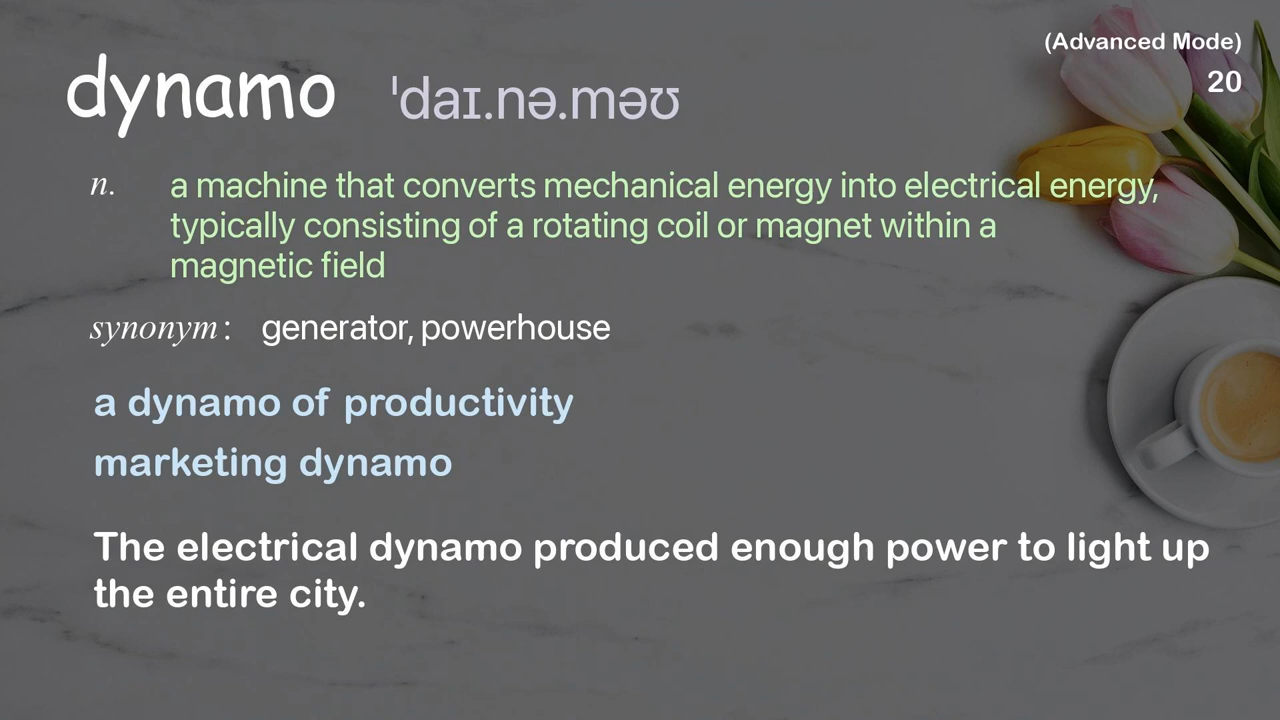 (Advanced Mode)
20
dynamo ˈdaɪ.nə.məʊ
n. a machine that converts mechanical energy into electrical energy,
typically consisting of a rotating coil or magnet within a
magnetic field
synonym: generator, powerhouse
a dynamo of productivity
marketing dynamo
The electrical dynamo produced enough power to light up
the entire city.